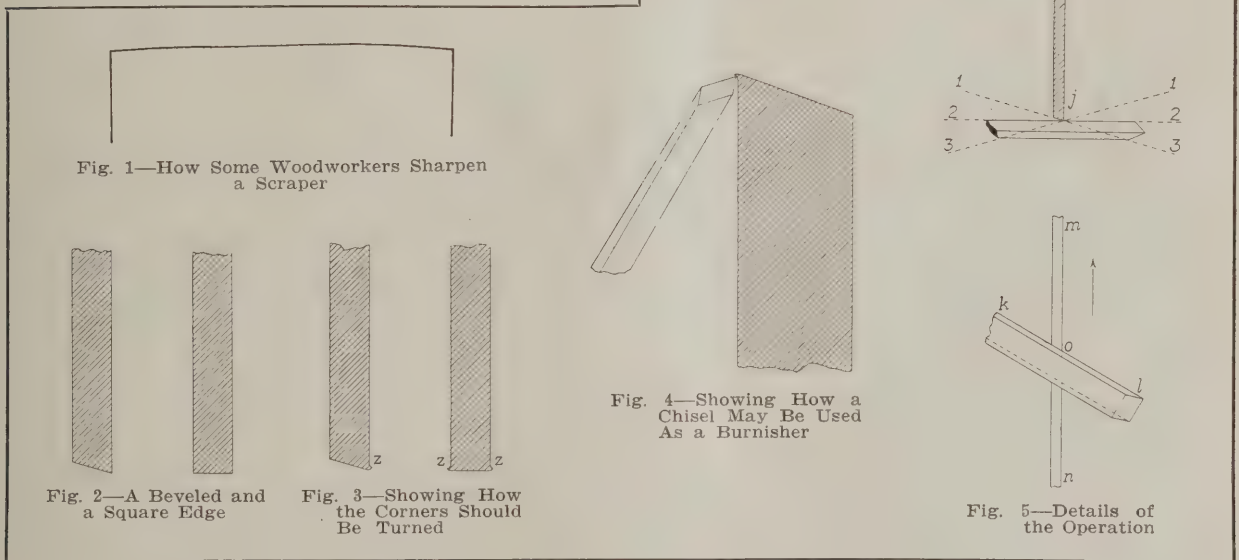 Fig. 1—How Some Woodworkers Sharpen
a Scraper
Fig. 2—A Beveled and
a Square Edge
z
z z
Fig. 3—Showing How
the Corners Should
Be Turned
Fig. 4—Showing How a
Chisel May Be Used
As a Burnisher
j
1 1
2 2
3 3
m
k
o
l
n
Fig. 5—Details of
the Operation